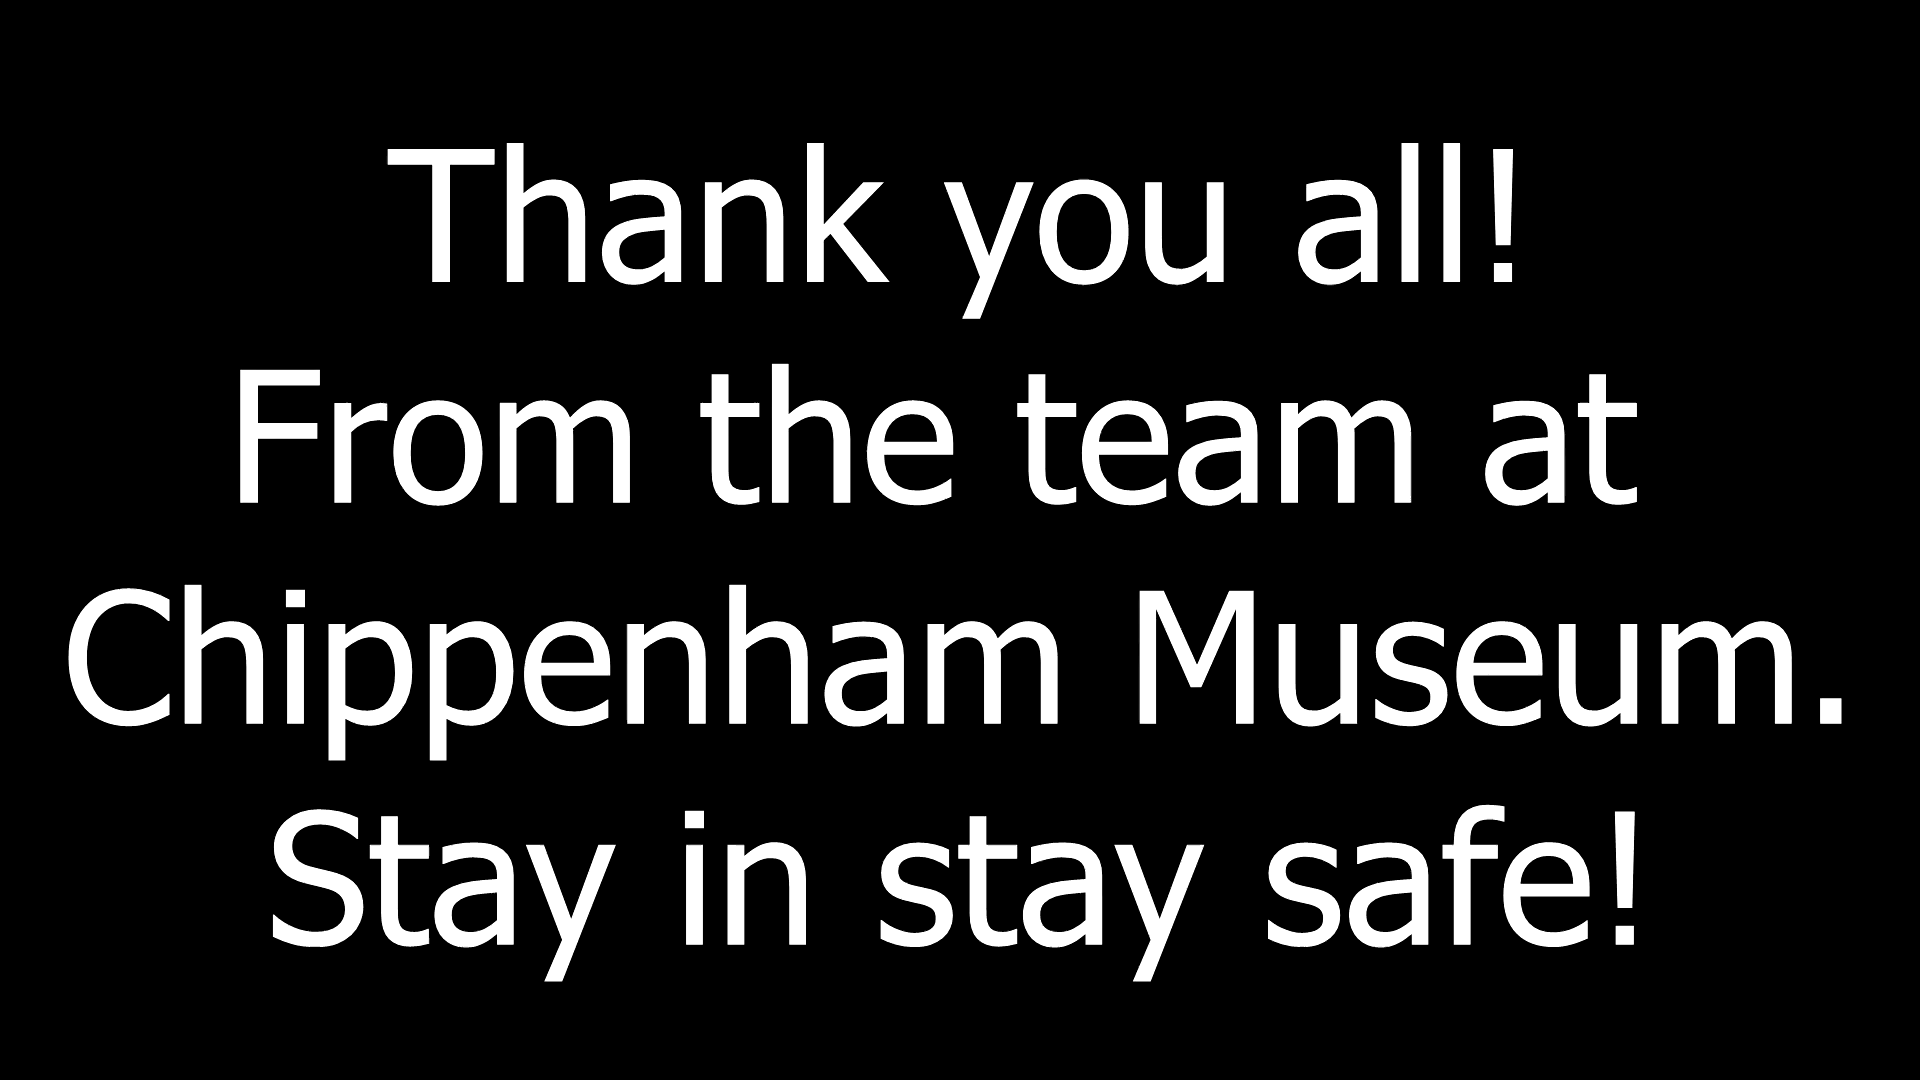 Thank you all!
From the team at
Chippenham Museum.
Stay in stay safe!